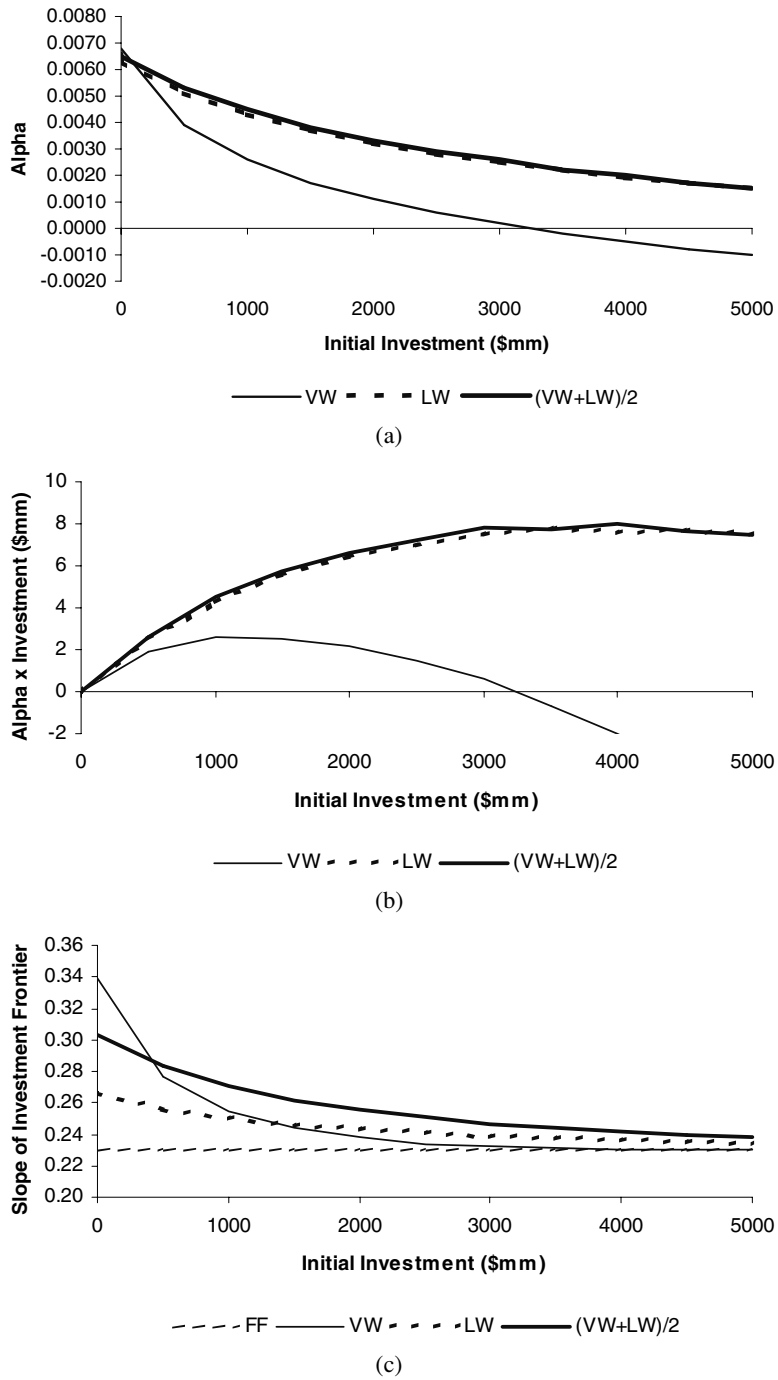 0.0080
0.0070
0.0060
0.0050
0.0040
0.0030
0.0020
0.0010
0.0000
-0.0010
-0.0020
Alpha
0 1000 2000 3000 4000 5000
Initial Investment ($mm)
VW LW (VW+LW)/2
(a)
10
8
6
4
2
0
-2
Alpha x Investment ($mm)
0 1000 2000 3000 4000 5000
Initial Investment ($mm)
VW LW (VW+LW)/2
(b)
0.36
0.34
0.32
0.30
0.28
0.26
0.24
0.22
0.20
Slope of Investment Frontier
0 1000 2000 3000 4000 5000
Initial Investment ($mm)
FF VW LW (VW+LW)/2
(c)